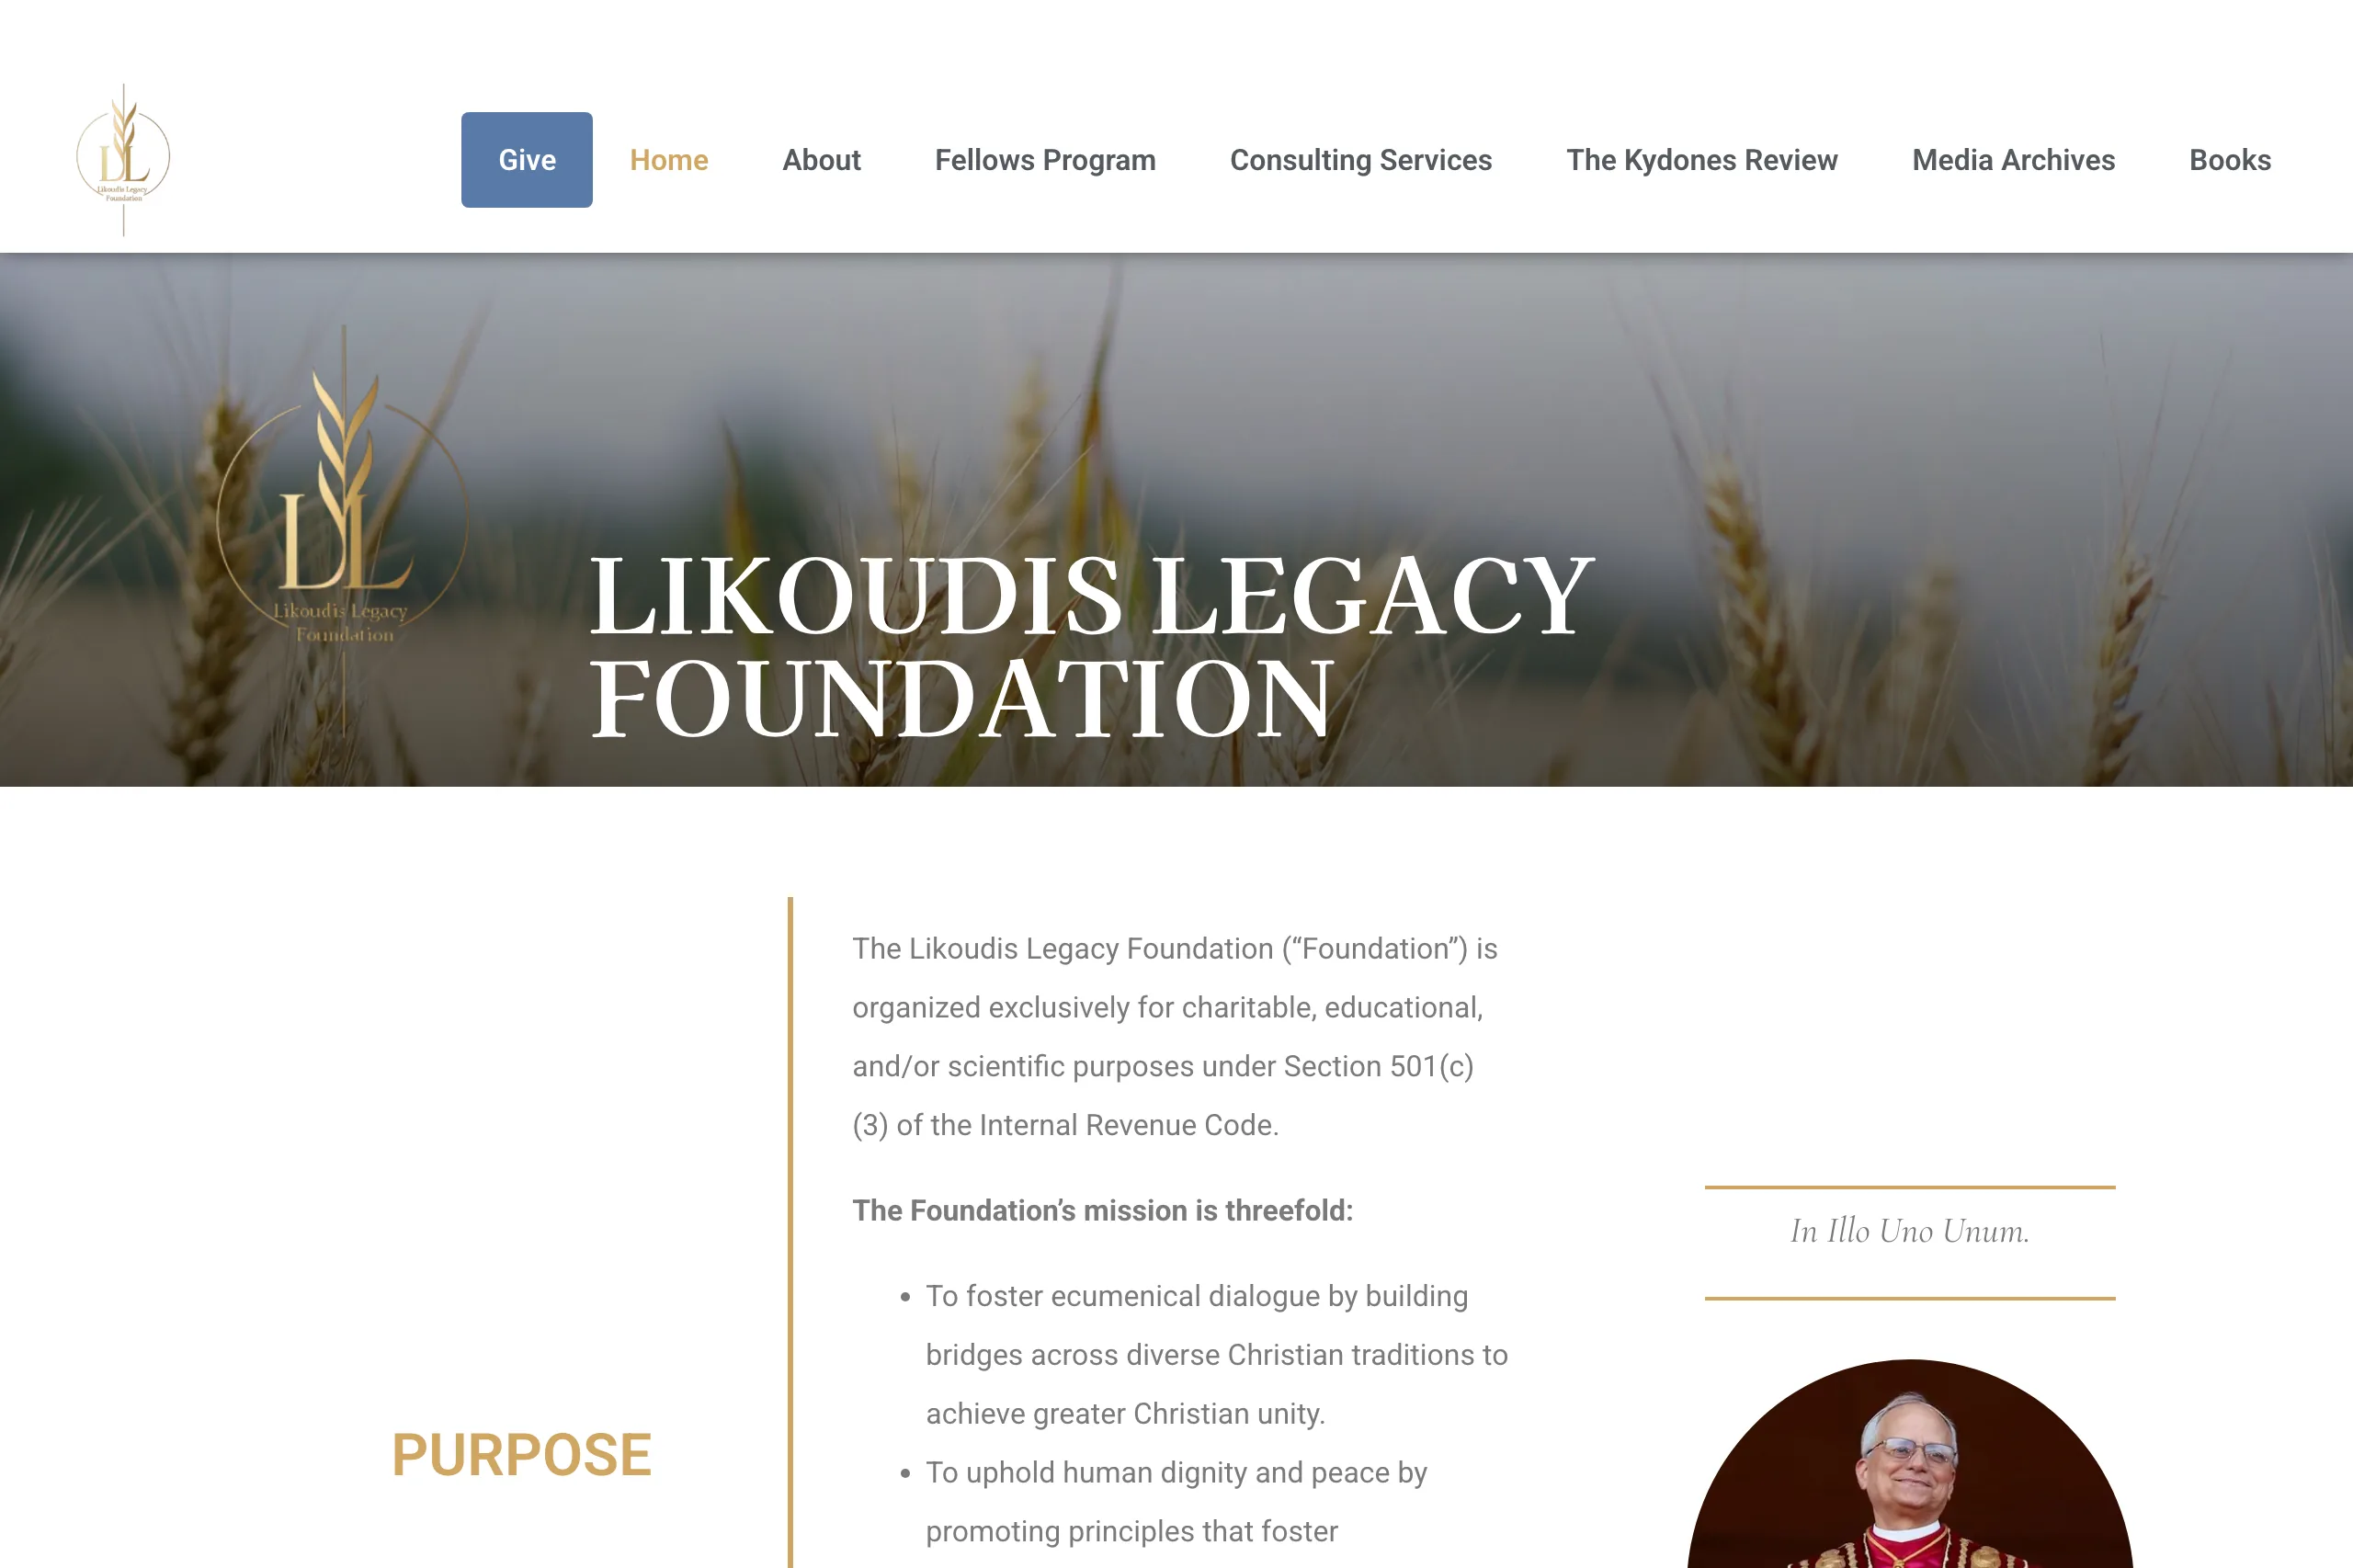 Likoudis Legacy
Foundation
Give
Home
About
Fellows Program
Consulting Services
The Kydones Review
Media Archives
Books
LL
Likoudis Legacy
Foundation
LIKOUDIS LEGACY
FOUNDATION
PURPOSE
The Likoudis Legacy Foundation (“Foundation”) is
organized exclusively for charitable, educational,
and/or scientific purposes under Section 501(c)
(3) of the Internal Revenue Code.
The Foundation’s mission is threefold:
• To foster ecumenical dialogue by building
bridges across diverse Christian traditions to
achieve greater Christian unity.
• To uphold human dignity and peace by
promoting principles that foster
In Illo Uno Unum.